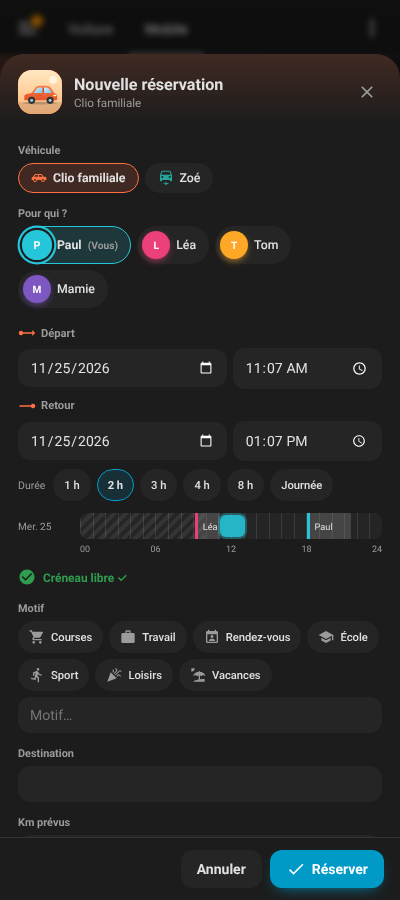 Voiture
Mobile
Nouvelle réservation
Clio familiale
Véhicule
Clio familiale
Zoé
Pour qui ?
P Paul (Vous)
L Léa
T Tom
M Mamie
Départ
11/25/2026
11:07 AM
Retour
11/25/2026
01:07 PM
Durée
1 h
2 h
3 h
4 h
8 h
Journée
Mer. 25
Léa
Paul
00
06
12
18
24
Créneau libre ✓
Motif
Courses
Travail
Rendez-vous
École
Sport
Loisirs
Vacances
Motif…
Destination
Km prévus
Annuler
Réserver